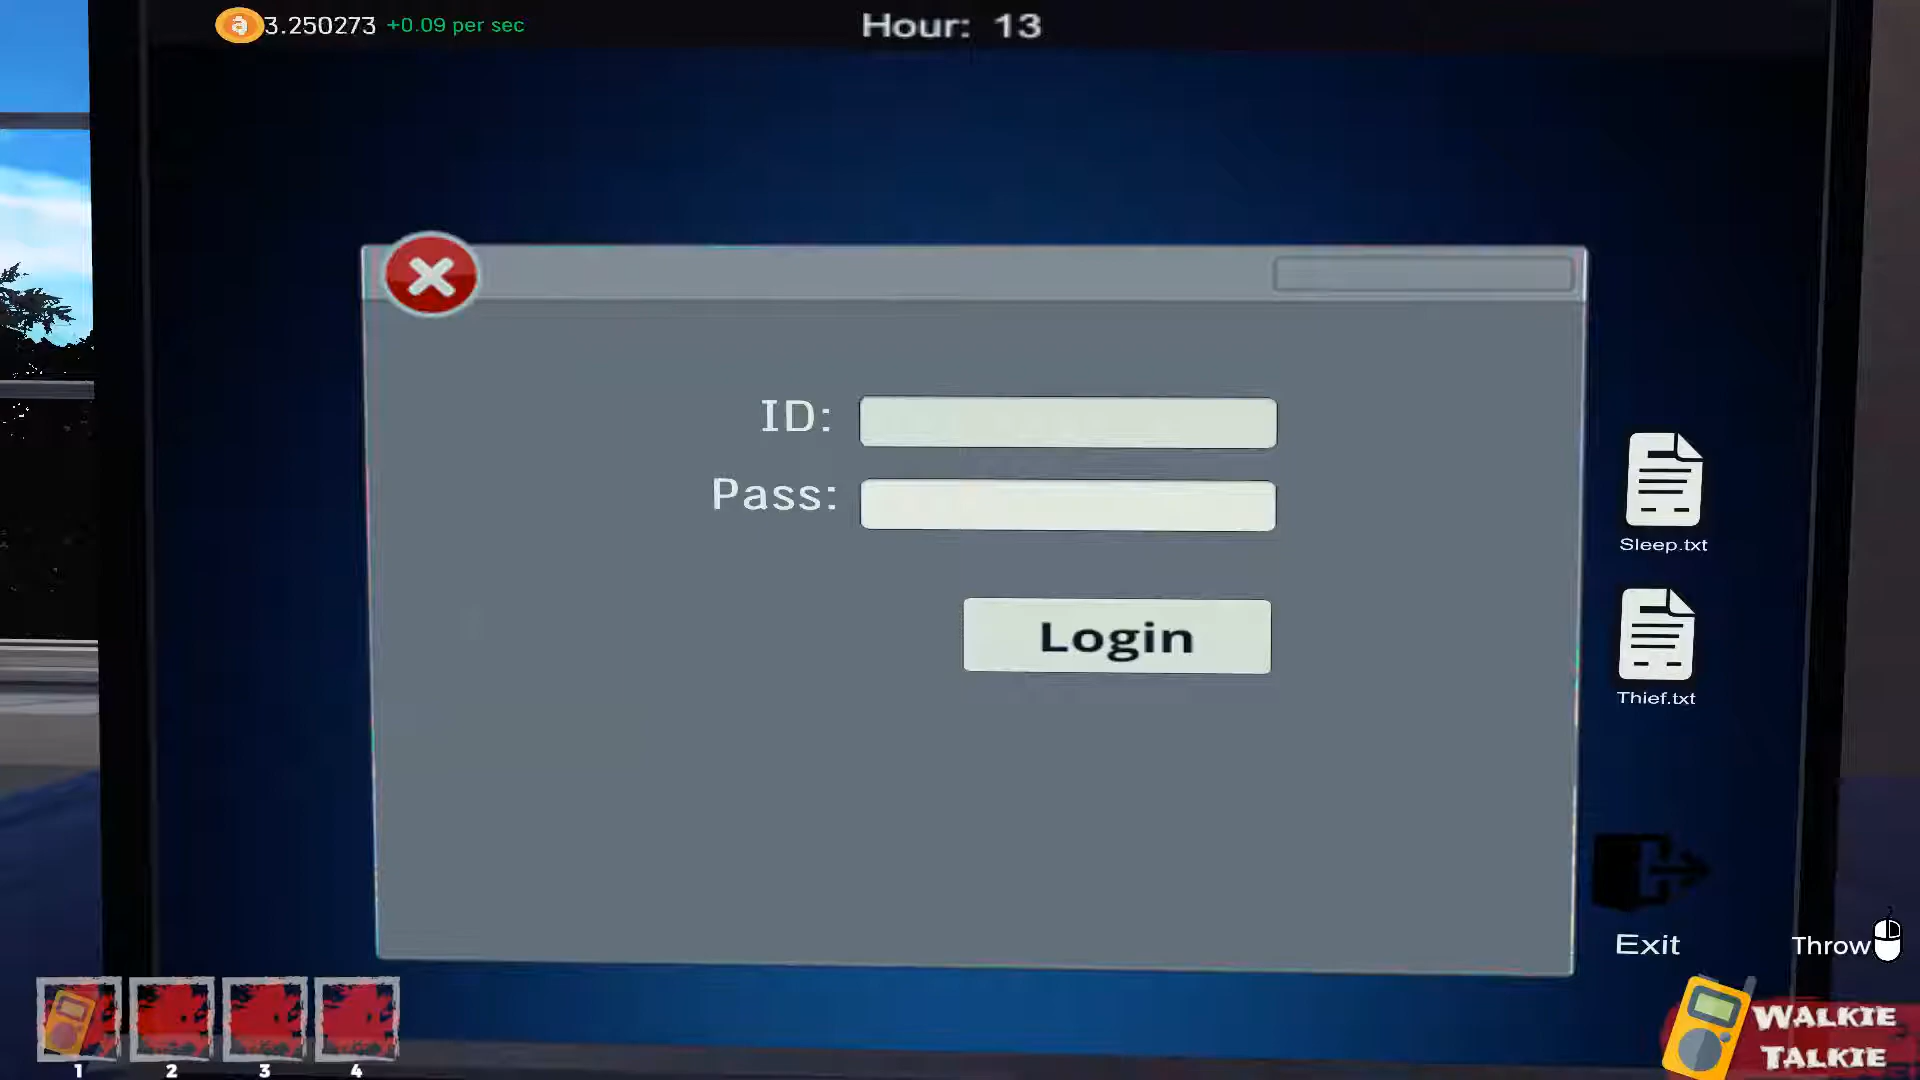 3.250273 +0.09 per sec
Hour: 13
ID:
Pass:
Login
Sleep.txt
Thief.txt
Exit
Throw
WALKIE
TALKIE
1 2 3 4